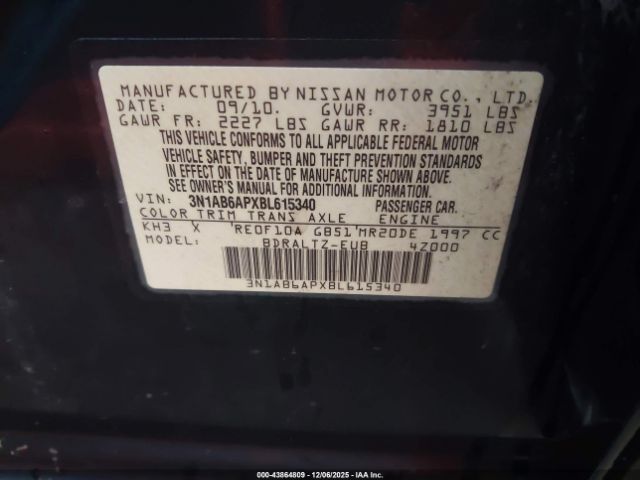 MANUFACTURED BY NISSAN MOTOR CO., LTD.
DATE: 09/10. GVWR: 3951 LBS
GAWR FR: 2227 LBS GAWR RR: 1810 LBS
THIS VEHICLE CONFORMS TO ALL APPLICABLE FEDERAL MOTOR
VEHICLE SAFETY, BUMPER AND THEFT PREVENTION STANDARDS
IN EFFECT ON THE DATE OF MANUFACTURE SHOWN ABOVE.
SEE OWNER'S MANUAL FOR ADDITIONAL INFORMATION.
VIN: 3N1AB6APXBL615340 PASSENGER CAR.
COLOR TRIM TRANS AXLE ENGINE
KH3 X RE0F10A GB51 MR20DE 1997 CC
MODEL: BDRALTZ-EUB 4Z000
3N1AB6APXBL615340
000-43864809 - 12/06/2025 - IAA Inc.